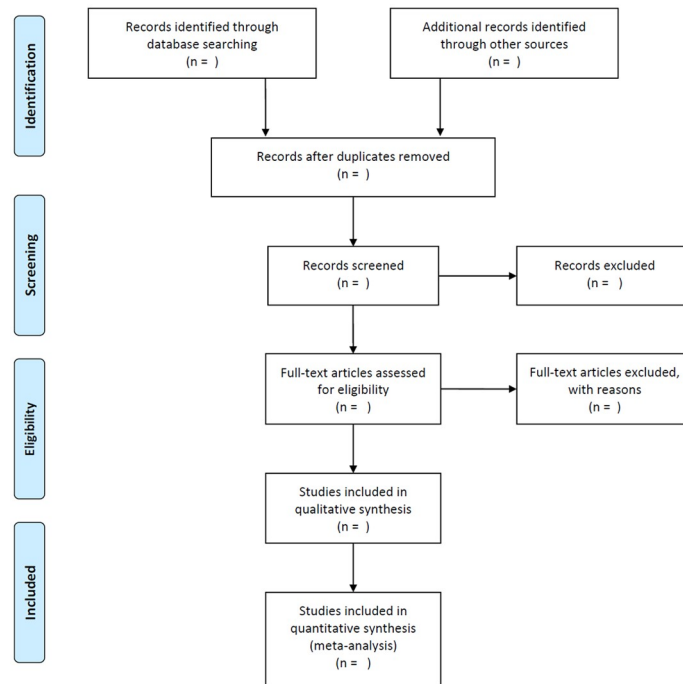 Identification
Records identified through
database searching
(n =   )
Additional records identified
through other sources
(n =   )
Records after duplicates removed
(n =   )
Screening
Records screened
(n =   )
Records excluded
(n =   )
Eligibility
Full-text articles assessed
for eligibility
(n =   )
Full-text articles excluded,
with reasons
(n =   )
Studies included in
qualitative synthesis
(n =   )
Included
Studies included in
quantitative synthesis
(meta-analysis)
(n =   )